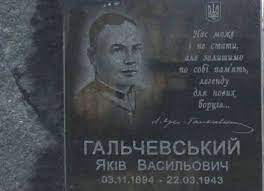 Нас може
і не стати,
але залишимо
по собі пам'ять,
легенду
для нових
борців...
ГАЛЬЧЕВСЬКИЙ
ЯКІВ ВАСИЛЬОВИЧ
03.11.1894 - 22.03.1943